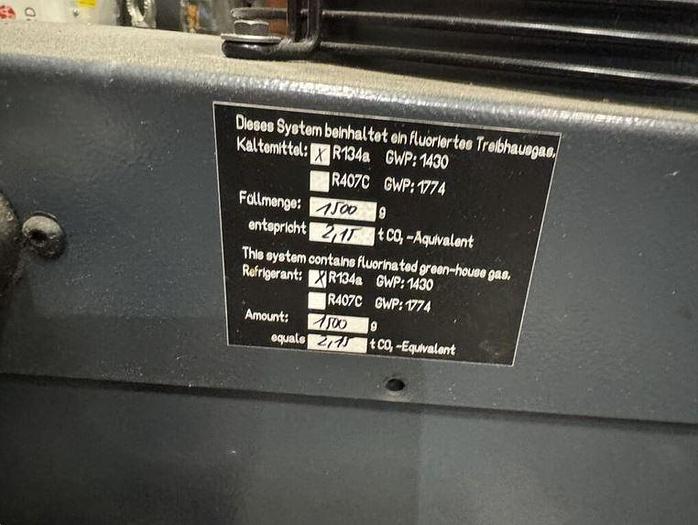 Dieses System beinhaltet ein fluoriertes Treibhausgas.
Kältemittel: X R134a GWP: 1430
R407C GWP: 1774
Füllmenge: 1500 g
entspricht 2,15 t CO₂-Äquivalent
This system contains fluorinated green-house gas.
Refrigerant: X R134a GWP: 1430
R407C GWP: 1774
Amount: 1500 g
equals 2,15 t CO₂-Equivalent